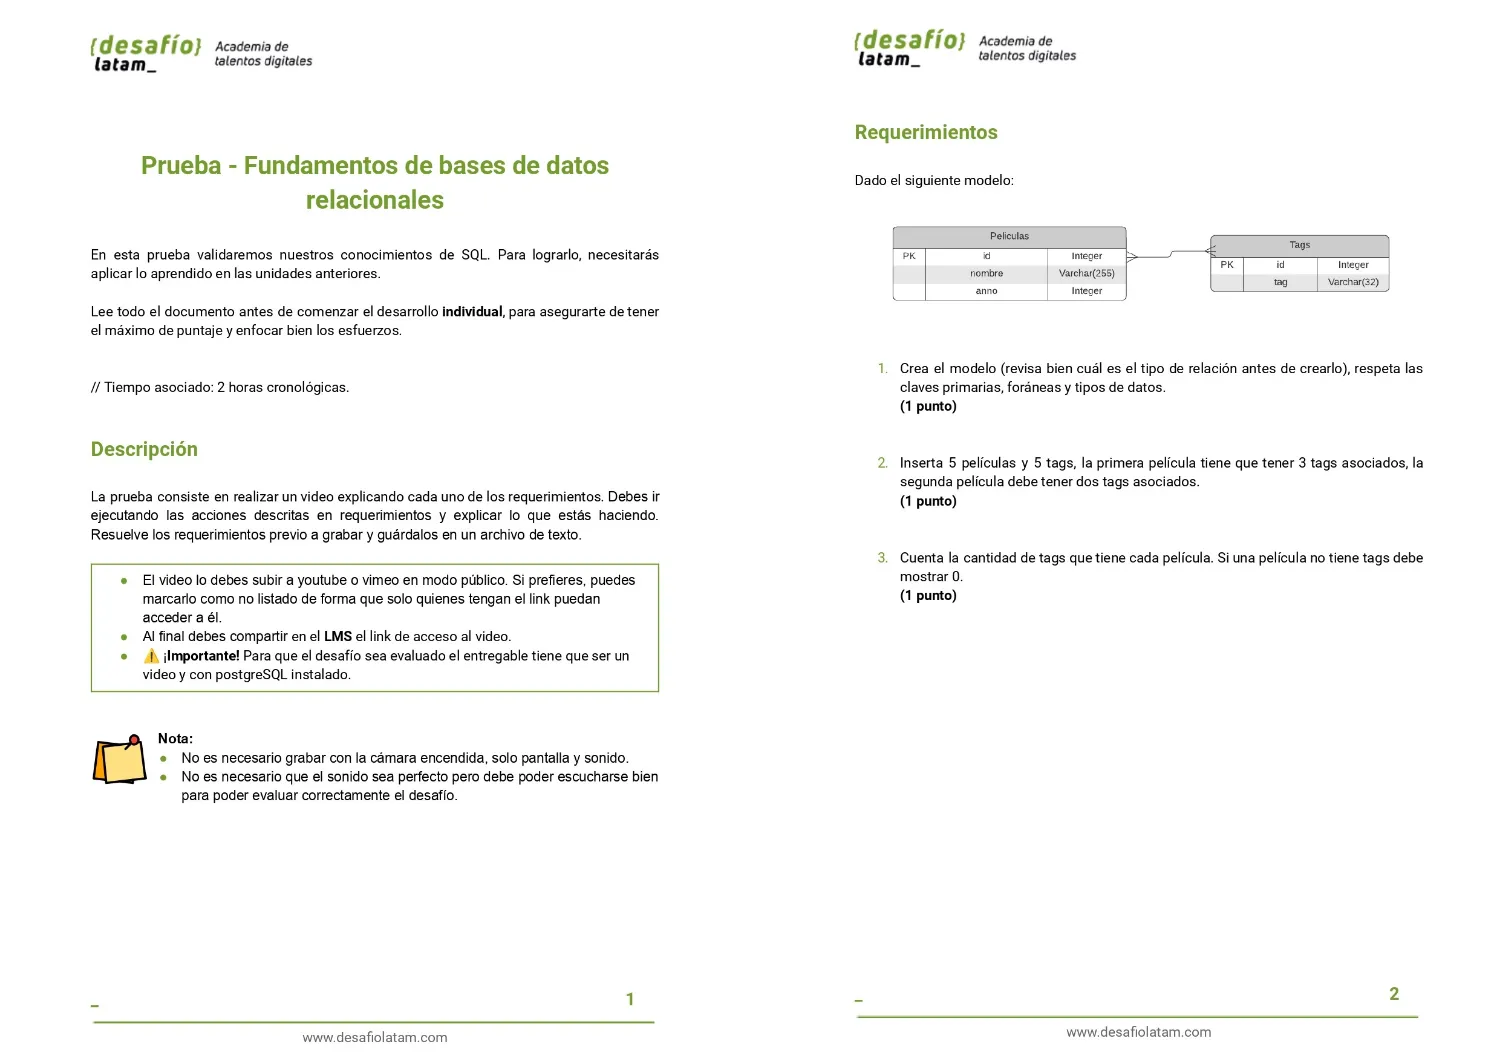 {desafío} Academia de
latam_ talentos digitales
Prueba - Fundamentos de bases de datos
relacionales
En esta prueba validaremos nuestros conocimientos de SQL. Para lograrlo, necesitarás
aplicar lo aprendido en las unidades anteriores.
Lee todo el documento antes de comenzar el desarrollo individual, para asegurarte de tener
el máximo de puntaje y enfocar bien los esfuerzos.
// Tiempo asociado: 2 horas cronológicas.
Descripción
La prueba consiste en realizar un video explicando cada uno de los requerimientos. Debes ir
ejecutando las acciones descritas en requerimientos y explicar lo que estás haciendo.
Resuelve los requerimientos previo a grabar y guárdalos en un archivo de texto.
● El video lo debes subir a youtube o vimeo en modo público. Si prefieres, puedes
marcarlo como no listado de forma que solo quienes tengan el link puedan
acceder a él.
● Al final debes compartir en el LMS el link de acceso al video.
● ⚠️ ¡Importante! Para que el desafío sea evaluado el entregable tiene que ser un
video y con postgreSQL instalado.
Nota:
● No es necesario grabar con la cámara encendida, solo pantalla y sonido.
● No es necesario que el sonido sea perfecto pero debe poder escucharse bien
para poder evaluar correctamente el desafío.
_ 1
www.desafiolatam.com
{desafío} Academia de
latam_ talentos digitales
Requerimientos
Dado el siguiente modelo:
Peliculas
PK id Integer
nombre Varchar(255)
anno Integer
Tags
PK id Integer
tag Varchar(32)
1. Crea el modelo (revisa bien cuál es el tipo de relación antes de crearlo), respeta las
claves primarias, foráneas y tipos de datos.
(1 punto)
2. Inserta 5 películas y 5 tags, la primera película tiene que tener 3 tags asociados, la
segunda película debe tener dos tags asociados.
(1 punto)
3. Cuenta la cantidad de tags que tiene cada película. Si una película no tiene tags debe
mostrar 0.
(1 punto)
_ 2
www.desafiolatam.com